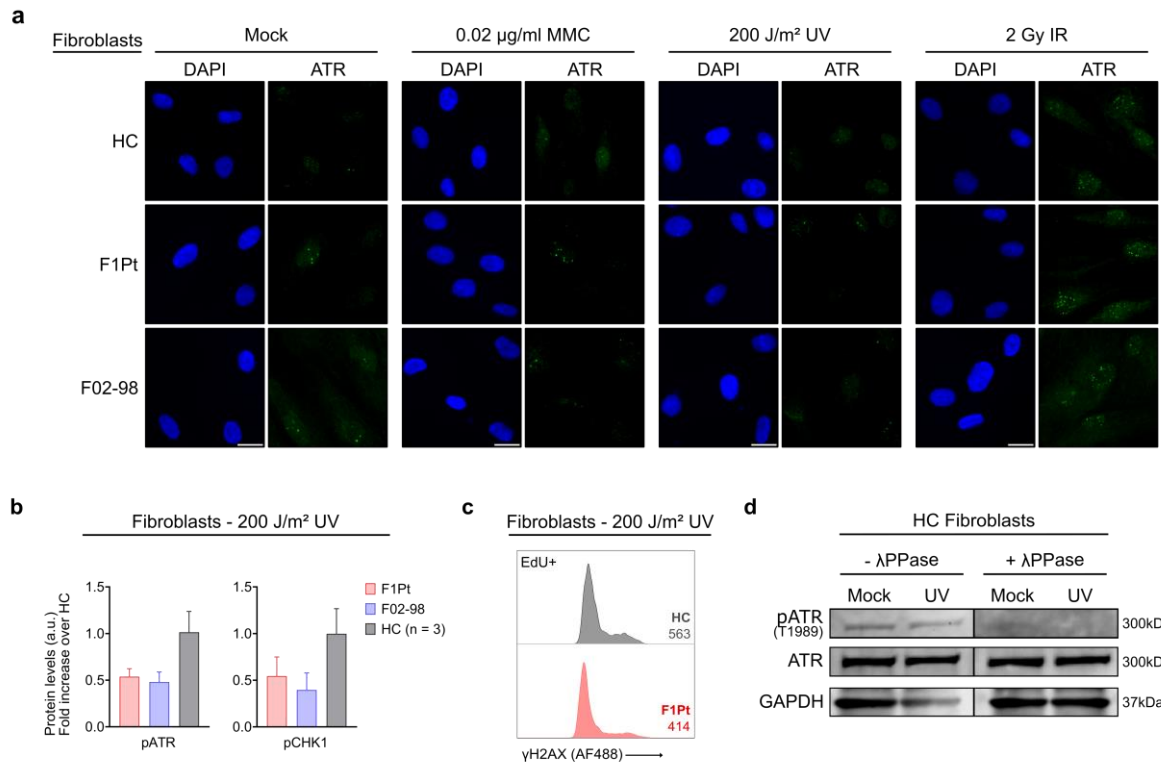 a
Fibroblasts Mock 0.02 µg/ml MMC 200 J/m² UV 2 Gy IR
DAPI ATR DAPI ATR DAPI ATR DAPI ATR
HC
F1Pt
F02-98
b
Fibroblasts - 200 J/m² UV
Protein levels (a.u.)
Fold increase over HC
1.5
1.0
0.5
0.0
pATR
1.5
1.0
0.5
0.0
pCHK1
F1Pt
F02-98
HC (n = 3)
c
Fibroblasts - 200 J/m² UV
EdU+
HC
563
F1Pt
414
γH2AX (AF488)
d
HC Fibroblasts
- λPPase + λPPase
Mock UV Mock UV
pATR 300kD
(T1989)
ATR 300kD
GAPDH 37kDa